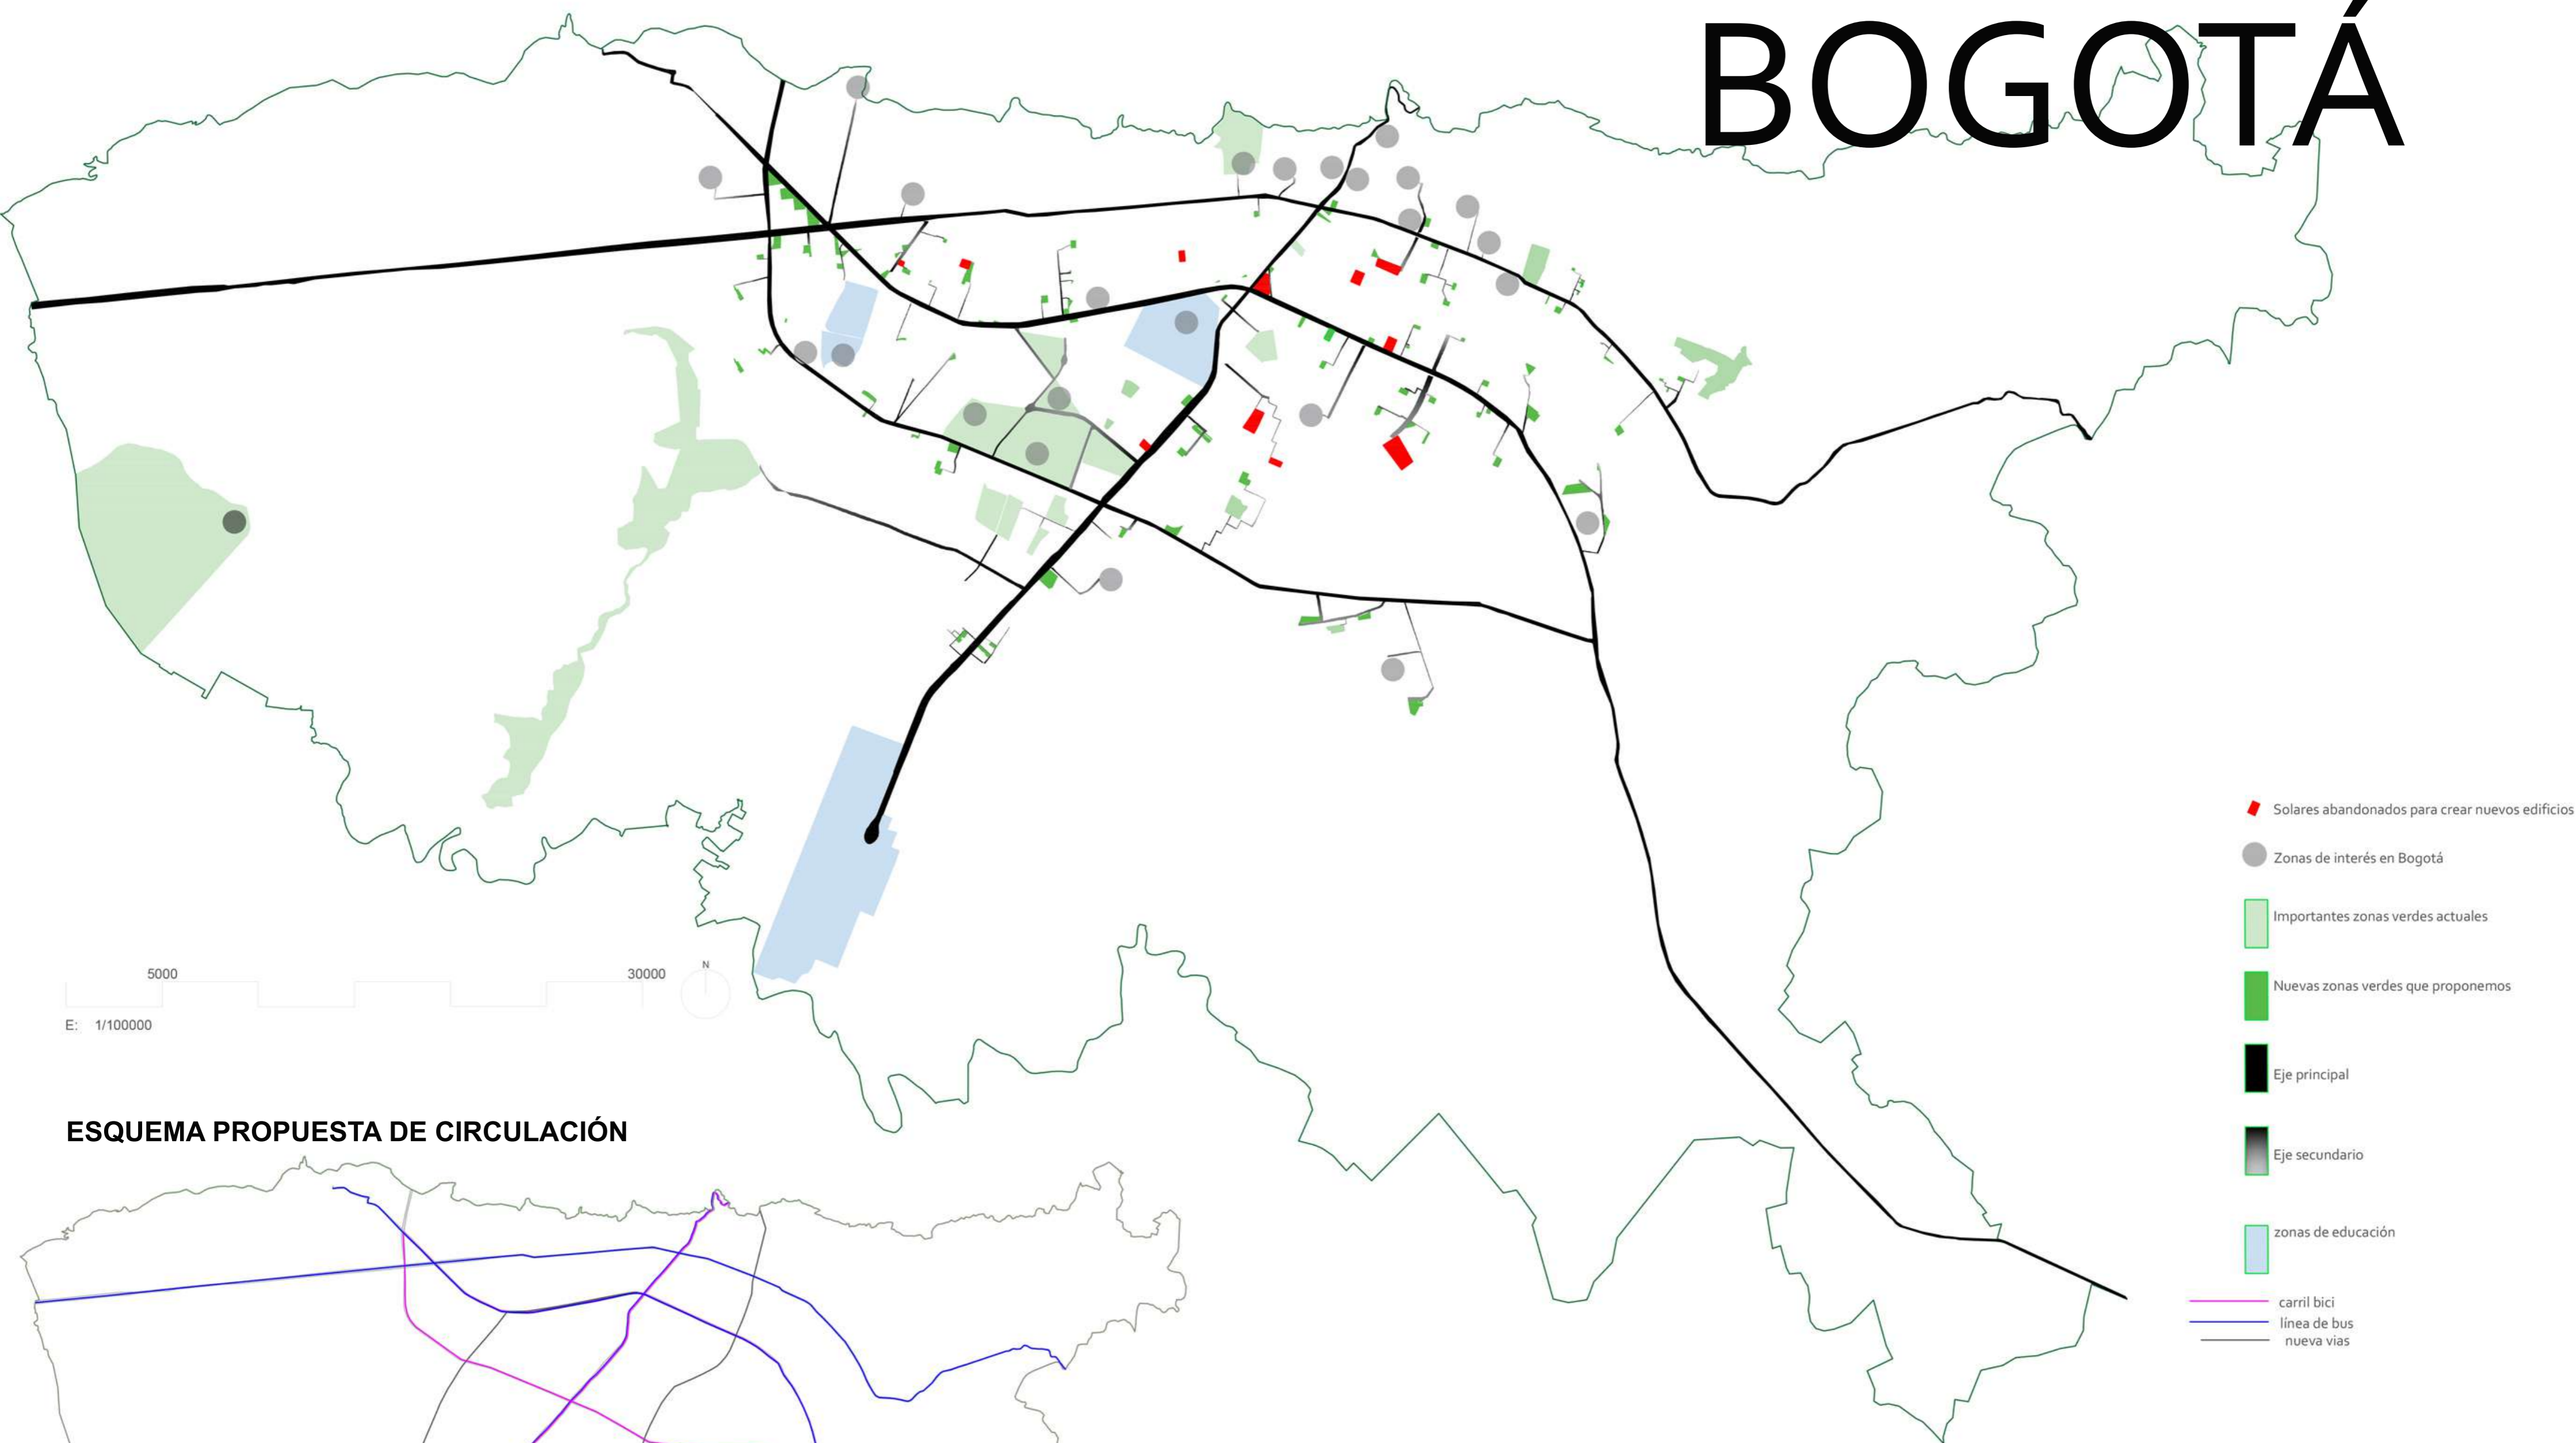 BOGOTÁ
Solares abandonados para crear nuevos edificios
Zonas de interés en Bogotá
Importantes zonas verdes actuales
Nuevas zonas verdes que proponemos
Eje principal
Eje secundario
zonas de educación
carril bici
línea de bus
nueva vias
5000 30000 N
E: 1/100000
ESQUEMA PROPUESTA DE CIRCULACIÓN